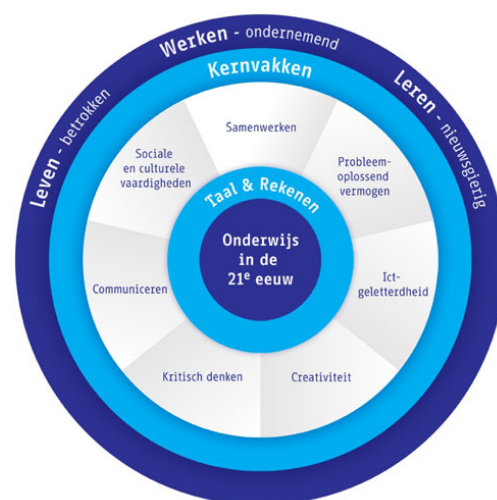 Werken - ondernemend
Leven - betrokken
Leren - nieuwsgierig
Kernvakken
Samenwerken
Sociale
en culturele
vaardigheden
Probleem-
oplossend
vermogen
Taal & Rekenen
Onderwijs
in de
21e eeuw
Communiceren
Ict-
geletterdheid
Kritisch denken
Creativiteit